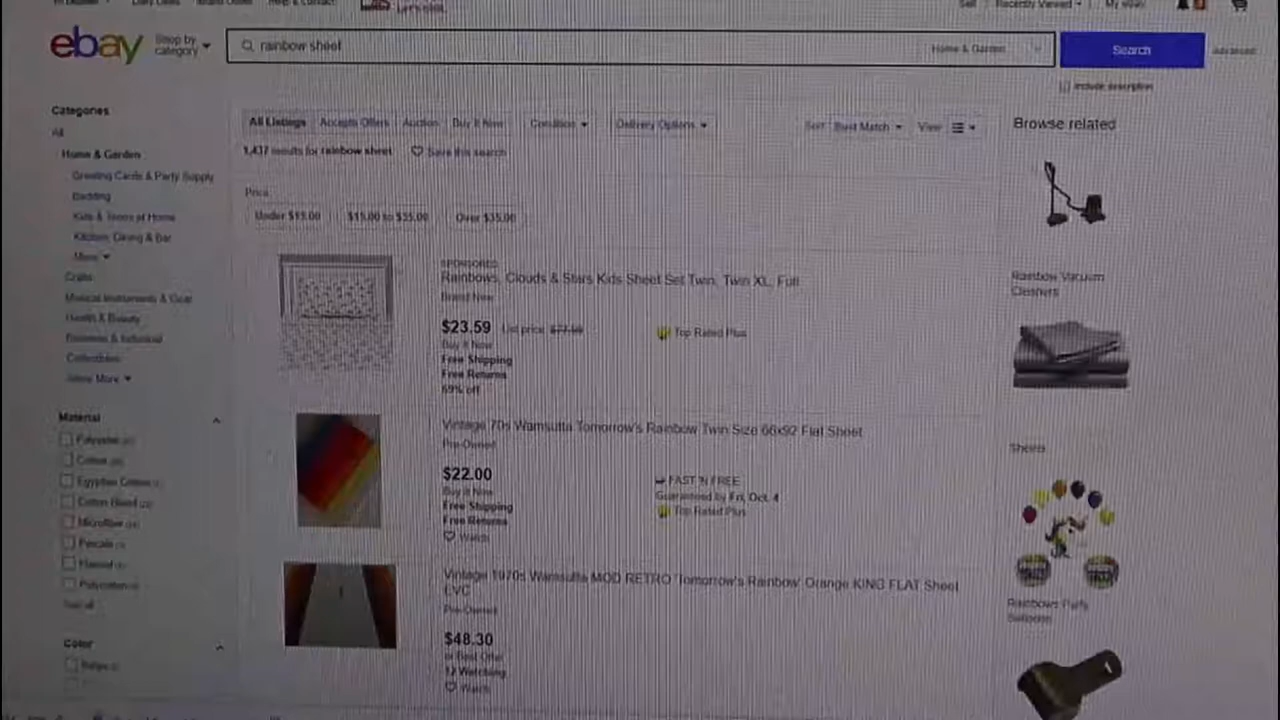 Sell Recently Viewed My eBay
ebay Shop by category rainbow sheet Home & Garden Search Advanced
Include description
Categories
All
Home & Garden
Greeting Cards & Party Supply
Bedding
Kids & Teens at Home
Kitchen, Dining & Bar
More
Crafts
Musical Instruments & Gear
Health & Beauty
Business & Industrial
Collectibles
Show More
Material
Polyester
Cotton
Egyptian Cotton
Cotton Blend
Microfiber
Percale
Flannel
Polycotton
See all
Color
Beige
All Listings Accepts Offers Auction Buy It Now Condition Delivery Options
Sort: Best Match View
1,437 results for rainbow sheet Save this search
Price
Under $15.00 $15.00 to $35.00 Over $35.00
SPONSORED
Rainbows, Clouds & Stars Kids Sheet Set Twin, Twin XL, Full
Brand New
$23.59 List price:
Buy It Now
Free Shipping
Free Returns
69% off
Top Rated Plus
Vintage 70s Wamsutta Tomorrow's Rainbow Twin Size 66x92 Flat Sheet
Pre-Owned
$22.00
Buy It Now
Free Shipping
Free Returns
Watch
FAST 'N FREE
Guaranteed by Fri, Oct. 4
Top Rated Plus
Vintage 1970s Wamsutta MOD RETRO 'Tomorrow's Rainbow' Orange KING FLAT Sheet
EVC
Pre-Owned
$48.30
or Best Offer
12 Watching
Watch
Browse related
Rainbow Vacuum
Cleaners
Sheets
Rainbows Party
Balloons